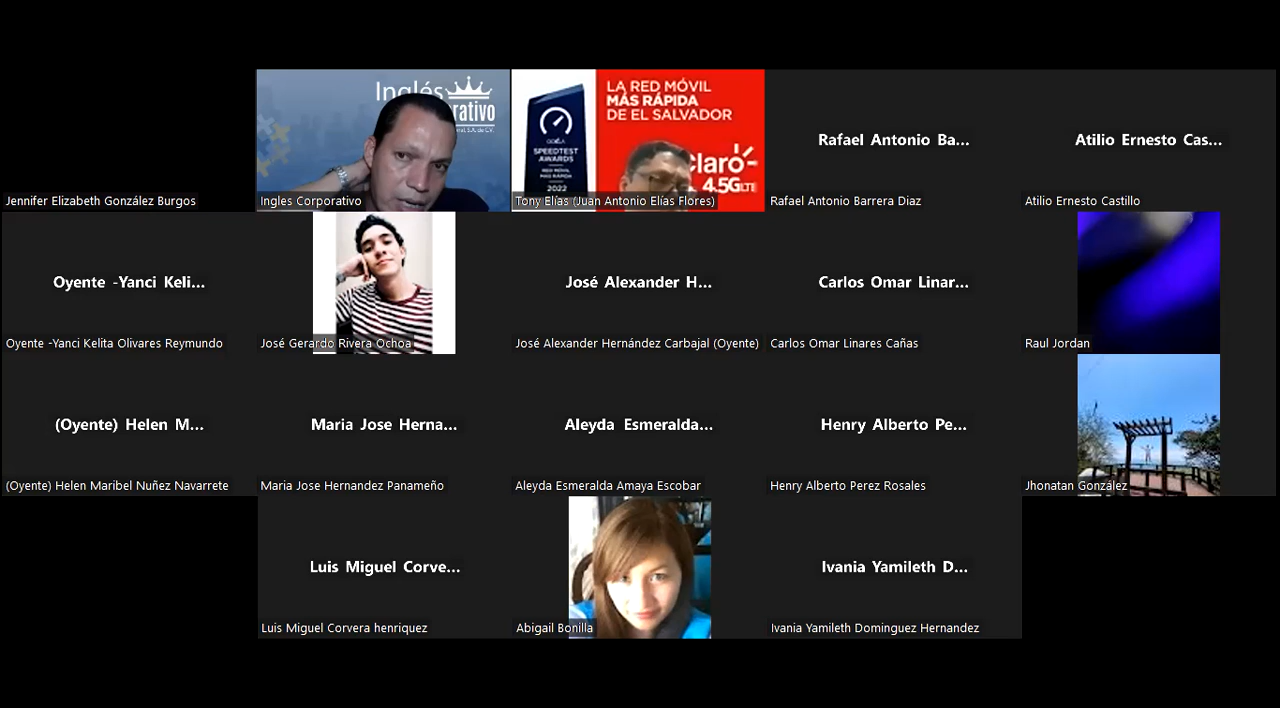 Jennifer Elizabeth González Burgos
Inglés
rativo
nal, S.A. de C.V.
Ingles Corporativo
SPEEDTEST
AWARDS
RED MÓVIL
MÁS RÁPIDA
2022
LA RED MÓVIL
MÁS RÁPIDA
DE EL SALVADOR
Claro
4.5G LTE
Tony Elías (Juan Antonio Elías Flores)
Rafael Antonio Ba...
Rafael Antonio Barrera Diaz
Atilio Ernesto Cas...
Atilio Ernesto Castillo
Oyente -Yanci Keli...
Oyente -Yanci Kelita Olivares Reymundo
José Gerardo Rivera Ochoa
José Alexander H...
José Alexander Hernández Carbajal (Oyente)
Carlos Omar Linar...
Carlos Omar Linares Cañas
Raul Jordan
(Oyente) Helen M...
(Oyente) Helen Maribel Nuñez Navarrete
Maria Jose Herna...
Maria Jose Hernandez Panameño
Aleyda Esmeralda...
Aleyda Esmeralda Amaya Escobar
Henry Alberto Pe...
Henry Alberto Perez Rosales
Jhonatan González
Luis Miguel Corve...
Luis Miguel Corvera henriquez
Abigail Bonilla
Ivania Yamileth D...
Ivania Yamileth Dominguez Hernandez